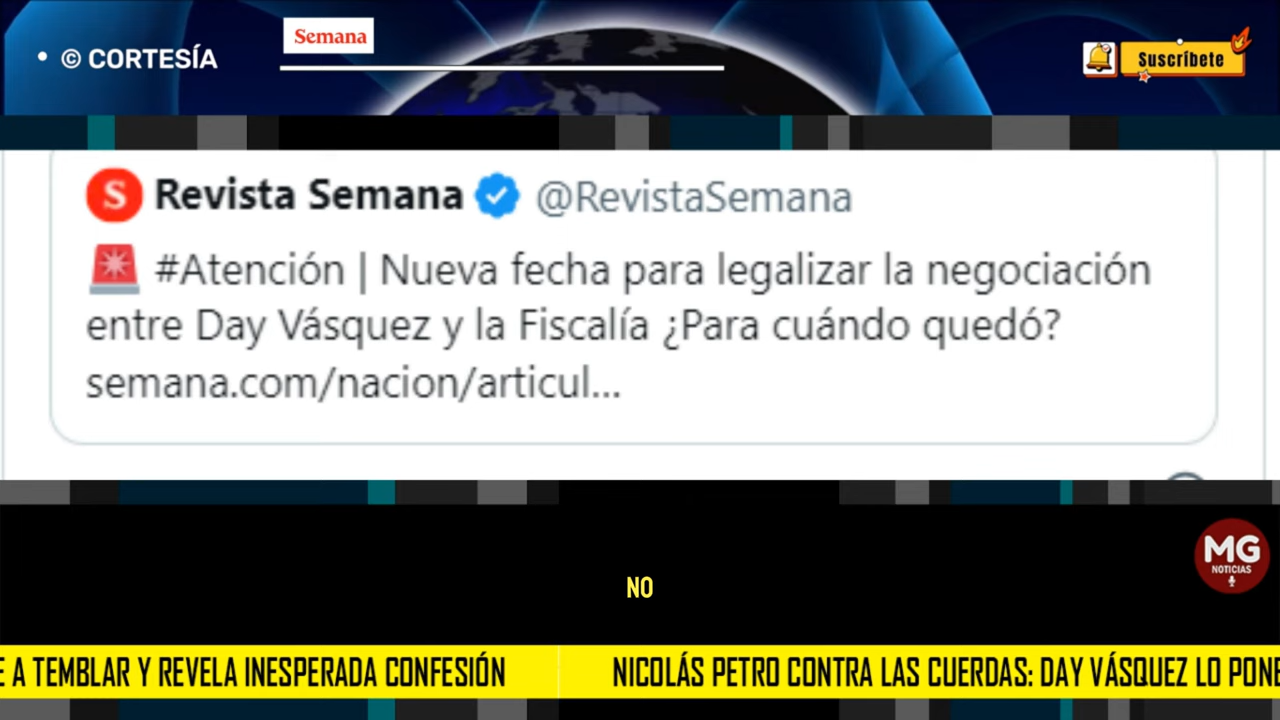 • © CORTESÍA
Semana
Suscríbete
S Revista Semana @RevistaSemana
#Atención | Nueva fecha para legalizar la negociación
entre Day Vásquez y la Fiscalía ¿Para cuándo quedó?
semana.com/nacion/articul...
MG
NOTICIAS
NO
E A TEMBLAR Y REVELA INESPERADA CONFESIÓN
NICOLÁS PETRO CONTRA LAS CUERDAS: DAY VÁSQUEZ LO PONE